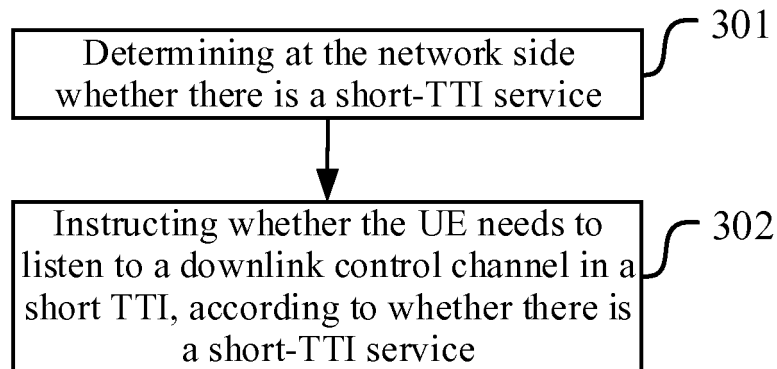 Determining at the network side
whether there is a short-TTI service
301
Instructing whether the UE needs to
listen to a downlink control channel in a
short TTI, according to whether there is
a short-TTI service
302